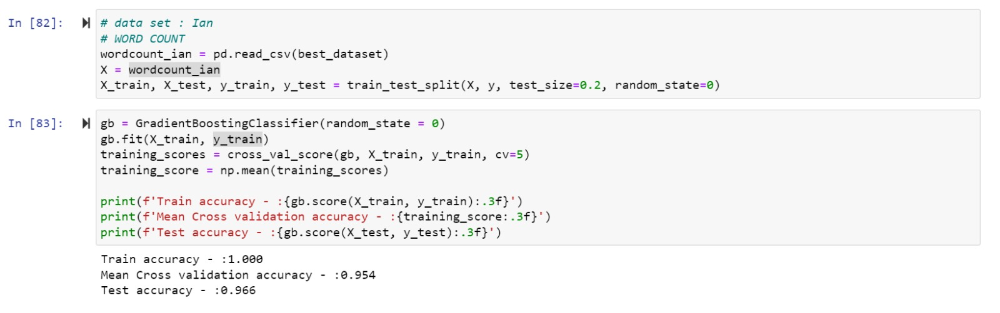 In [82]:
# data set : Ian
# WORD COUNT
wordcount_ian = pd.read_csv(best_dataset)
X = wordcount_ian
X_train, X_test, y_train, y_test = train_test_split(X, y, test_size=0.2, random_state=0)
In [83]:
gb = GradientBoostingClassifier(random_state = 0)
gb.fit(X_train, y_train)
training_scores = cross_val_score(gb, X_train, y_train, cv=5)
training_score = np.mean(training_scores)
print(f'Train accuracy - :{gb.score(X_train, y_train):.3f}')
print(f'Mean Cross validation accuracy - :{training_score:.3f}')
print(f'Test accuracy - :{gb.score(X_test, y_test):.3f}')
Train accuracy - :1.000
Mean Cross validation accuracy - :0.954
Test accuracy - :0.966